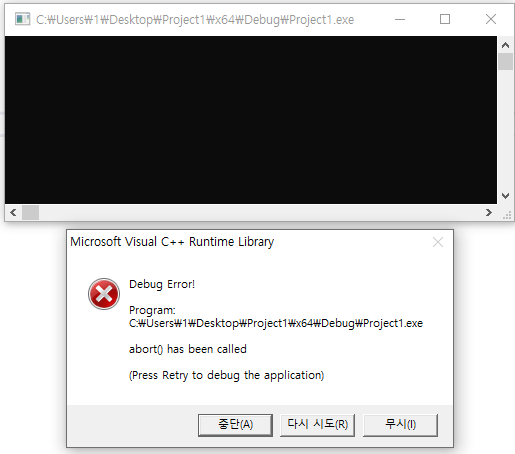 C:₩Users₩1₩Desktop₩Project1₩x64₩Debug₩Project1.exe
Microsoft Visual C++ Runtime Library
Debug Error!
Program:
C:₩Users₩1₩Desktop₩Project1₩x64₩Debug₩Project1.exe
abort() has been called
(Press Retry to debug the application)
중단(A) 다시 시도(R) 무시(I)